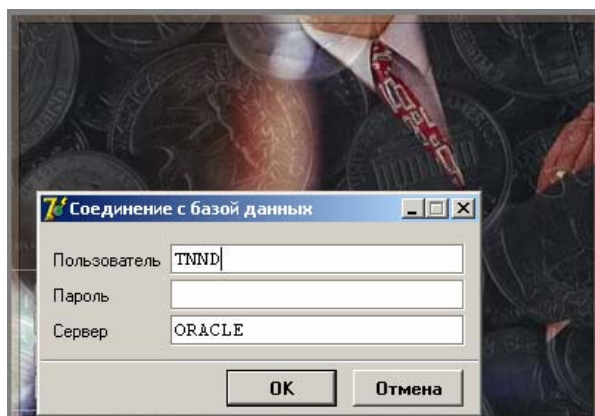 Соединение с базой данных
Пользователь TNND
Пароль
Сервер ORACLE
OK Отмена